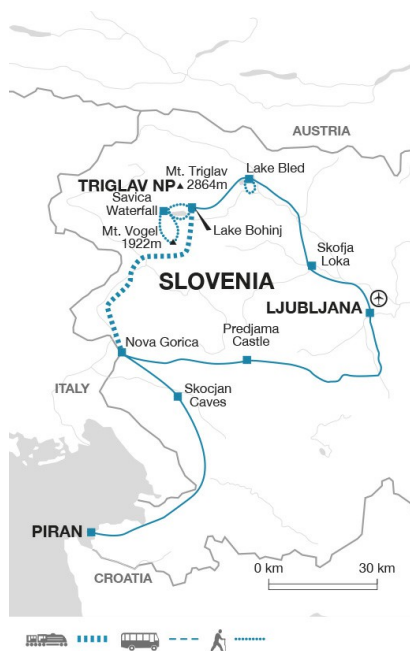 AUSTRIA
Mt. Triglav
2864m
Lake Bled
TRIGLAV NP
Savica
Waterfall
Mt. Vogel
1922m
Lake Bohinj
Skofja
Loka
SLOVENIA
LJUBLJANA
Predjama
Castle
Nova Gorica
ITALY
Skocjan
Caves
PIRAN
CROATIA
0 km
30 km